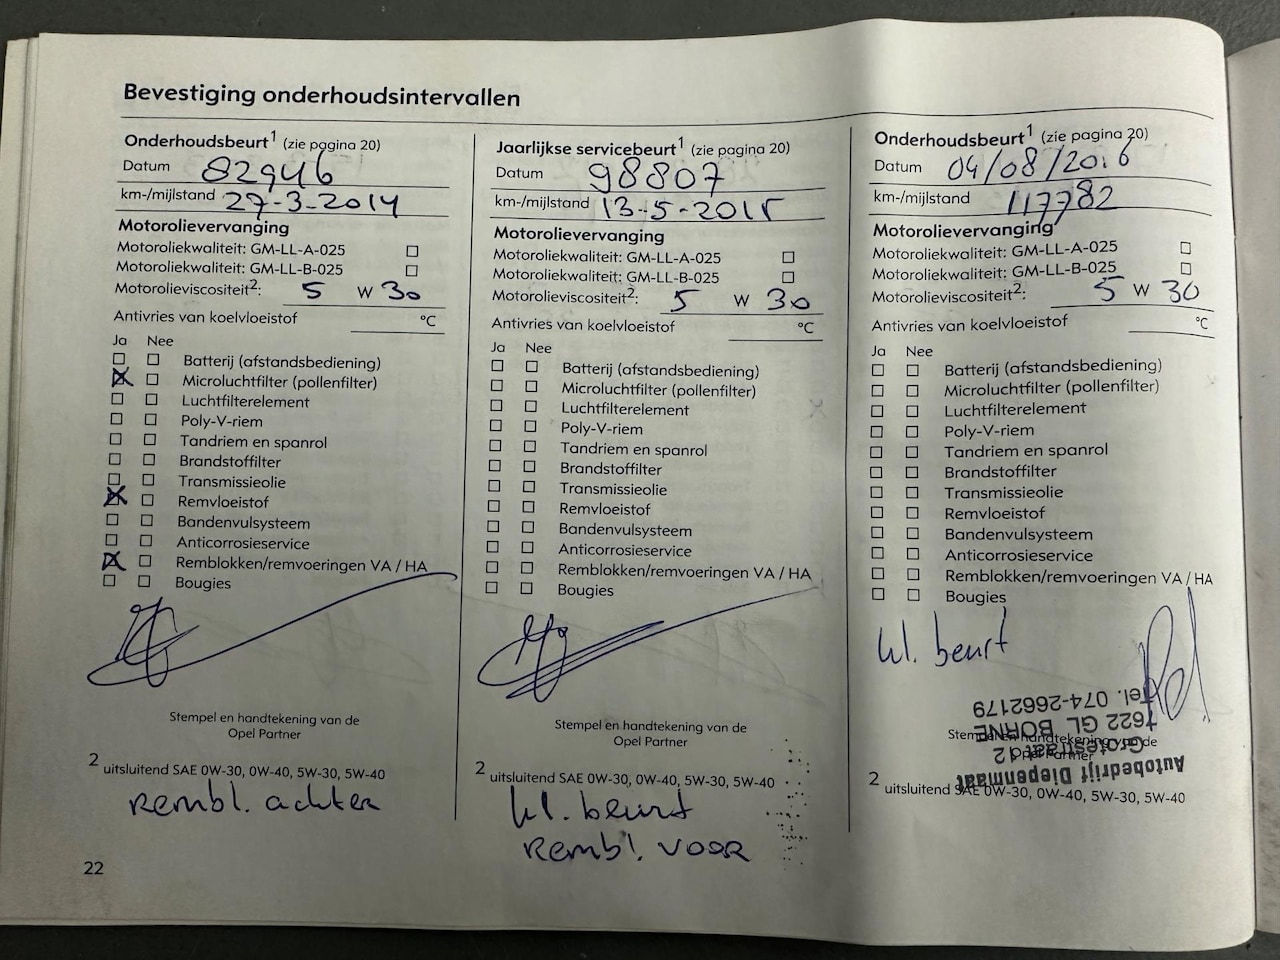 Bevestiging onderhoudsintervallen
Onderhoudsbeurt¹ (zie pagina 20)
Datum 82946
km-/mijlstand 27-3-2014
Motorolievervanging
Motoroliekwaliteit: GM-LL-A-025 ☐
Motoroliekwaliteit: GM-LL-B-025 ☐
Motorolieviscositeit²: 5 W 30
Antivries van koelvloeistof °C
Ja Nee
☐ ☐ Batterij (afstandsbediening)
☒ ☐ Microluchtfilter (pollenfilter)
☐ ☐ Luchtfilterelement
☐ ☐ Poly-V-riem
☐ ☐ Tandriem en spanrol
☐ ☐ Brandstoffilter
☐ ☐ Transmissieolie
☒ ☐ Remvloeistof
☐ ☐ Bandenvulsysteem
☐ ☐ Anticorrosieservice
☒ ☐ Remblokken/remvoeringen VA / HA
☐ ☐ Bougies
Stempel en handtekening van de
Opel Partner
² uitsluitend SAE 0W-30, 0W-40, 5W-30, 5W-40
Rembl. achter
22
Jaarlijkse servicebeurt¹ (zie pagina 20)
Datum 98807
km-/mijlstand 13-5-2015
Motorolievervanging
Motoroliekwaliteit: GM-LL-A-025 ☐
Motoroliekwaliteit: GM-LL-B-025 ☐
Motorolieviscositeit²: 5 W 30
Antivries van koelvloeistof °C
Ja Nee
☐ ☐ Batterij (afstandsbediening)
☐ ☐ Microluchtfilter (pollenfilter)
☐ ☐ Luchtfilterelement
☐ ☐ Poly-V-riem
☐ ☐ Tandriem en spanrol
☐ ☐ Brandstoffilter
☐ ☐ Transmissieolie
☐ ☐ Remvloeistof
☐ ☐ Bandenvulsysteem
☐ ☐ Anticorrosieservice
☐ ☐ Remblokken/remvoeringen VA / HA
☐ ☐ Bougies
Stempel en handtekening van de
Opel Partner
² uitsluitend SAE 0W-30, 0W-40, 5W-30, 5W-40
kl. beurt
Rembl. voor
Onderhoudsbeurt¹ (zie pagina 20)
Datum 04/08/2016
km-/mijlstand 117782
Motorolievervanging
Motoroliekwaliteit: GM-LL-A-025 ☐
Motoroliekwaliteit: GM-LL-B-025 ☐
Motorolieviscositeit²: 5 W 30
Antivries van koelvloeistof °C
Ja Nee
☐ ☐ Batterij (afstandsbediening)
☐ ☐ Microluchtfilter (pollenfilter)
☐ ☐ Luchtfilterelement
☐ ☐ Poly-V-riem
☐ ☐ Tandriem en spanrol
☐ ☐ Brandstoffilter
☐ ☐ Transmissieolie
☐ ☐ Remvloeistof
☐ ☐ Bandenvulsysteem
☐ ☐ Anticorrosieservice
☐ ☐ Remblokken/remvoeringen VA / HA
☐ ☐ Bougies
kl. beurt
Stempel en handtekening van de
Opel Partner
Autobedrijf Diepenmaat
Grotestraat 212
7622 GL BORNE
Tel. 074-2662179
² uitsluitend SAE 0W-30, 0W-40, 5W-30, 5W-40